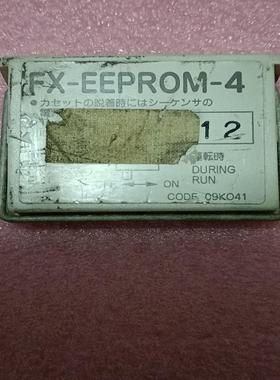 FX-EEPROM-4
●カセットの脱着時にはシーケンサの
12
運転時
DURING
RUN
ON
CODE 09K041